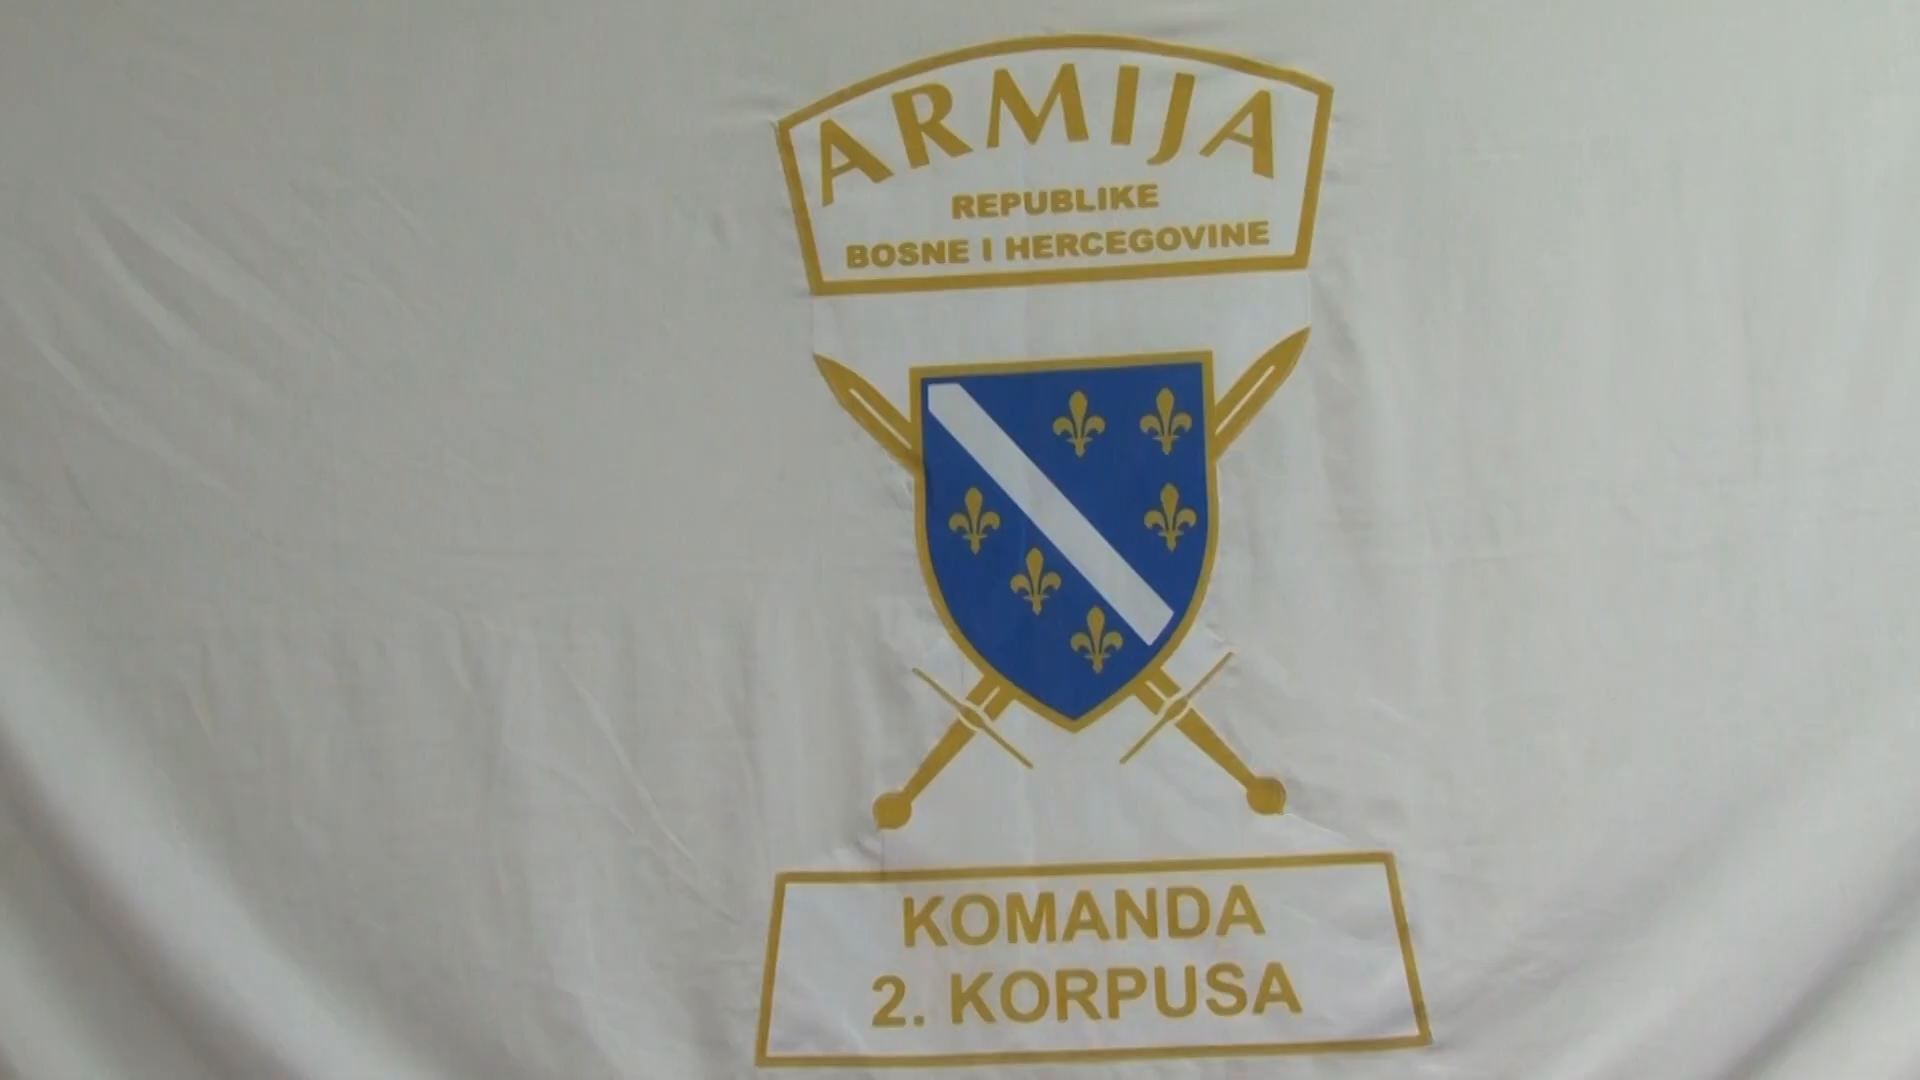 ARMIJA
REPUBLIKE
BOSNE I HERCEGOVINE
KOMANDA
2. KORPUSA